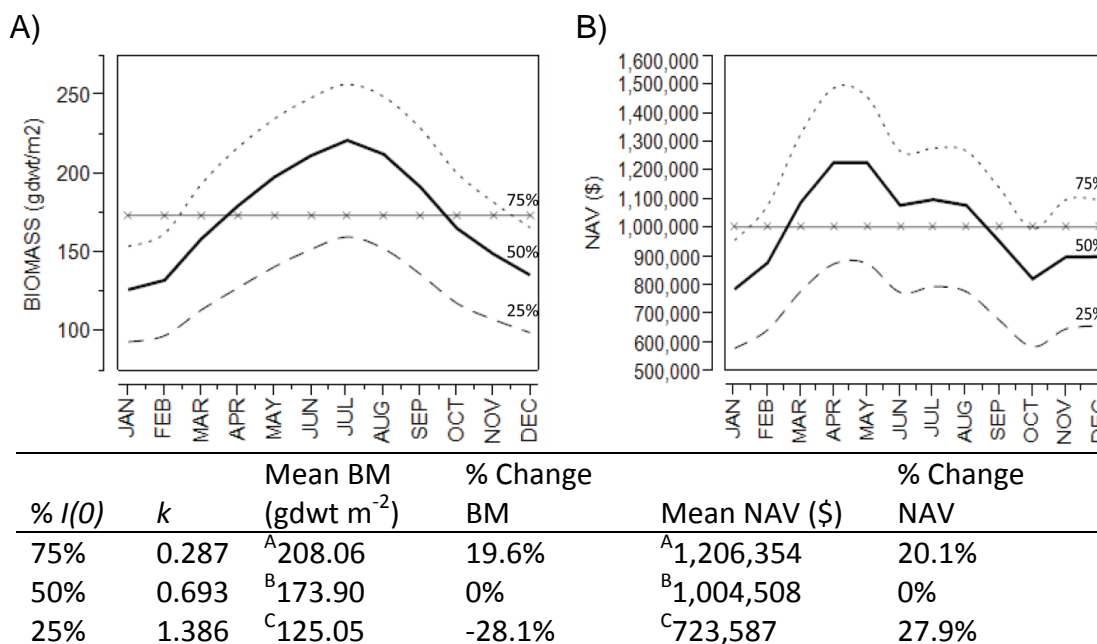 A)
B)
BIOMASS (gdwt/m2)
250
200
150
100
75%
50%
25%
JAN FEB MAR APR MAY JUN JUL AUG SEP OCT NOV DEC
NAV ($)
1,600,000
1,500,000
1,400,000
1,300,000
1,200,000
1,100,000
1,000,000
900,000
800,000
700,000
600,000
500,000
75%
50%
25%
JAN FEB MAR APR MAY JUN JUL AUG SEP OCT NOV DEC
Mean BM % Change % Change
% I(0) k (gdwt m-2) BM Mean NAV ($) NAV
75% 0.287 A208.06 19.6% A1,206,354 20.1%
50% 0.693 B173.90 0% B1,004,508 0%
25% 1.386 C125.05 -28.1% C723,587 27.9%